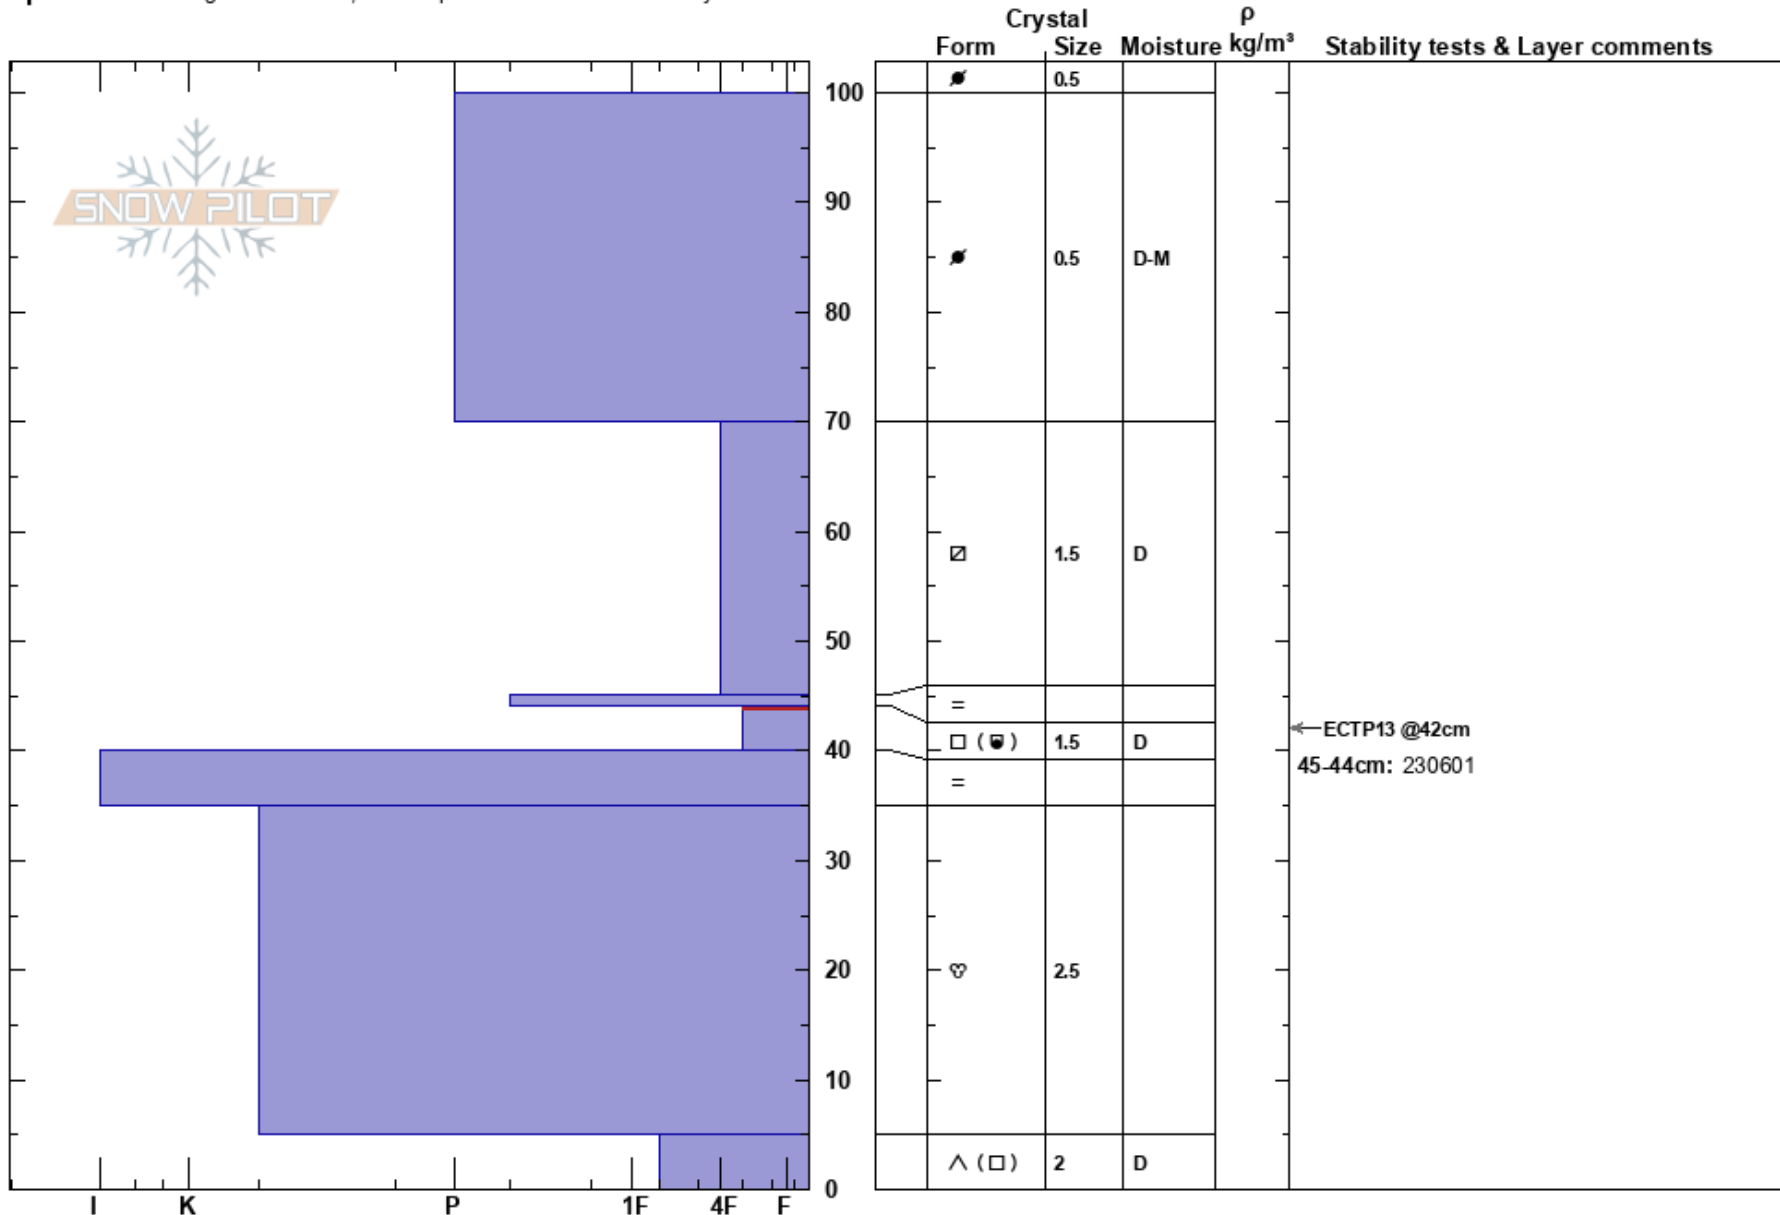 Crystal ρ
Form Size Moisture kg/m³ Stability tests & Layer comments
0.5
100
SNOW PILOT
90
0.5 D-M
80
70
60
1.5 D
50
=
ECTP13 @42cm
40 □ ( ) 1.5 D
45-44cm: 230601
=
30
20
2.5
10
∧ (□) 2 D
0
I K P 1F 4F F